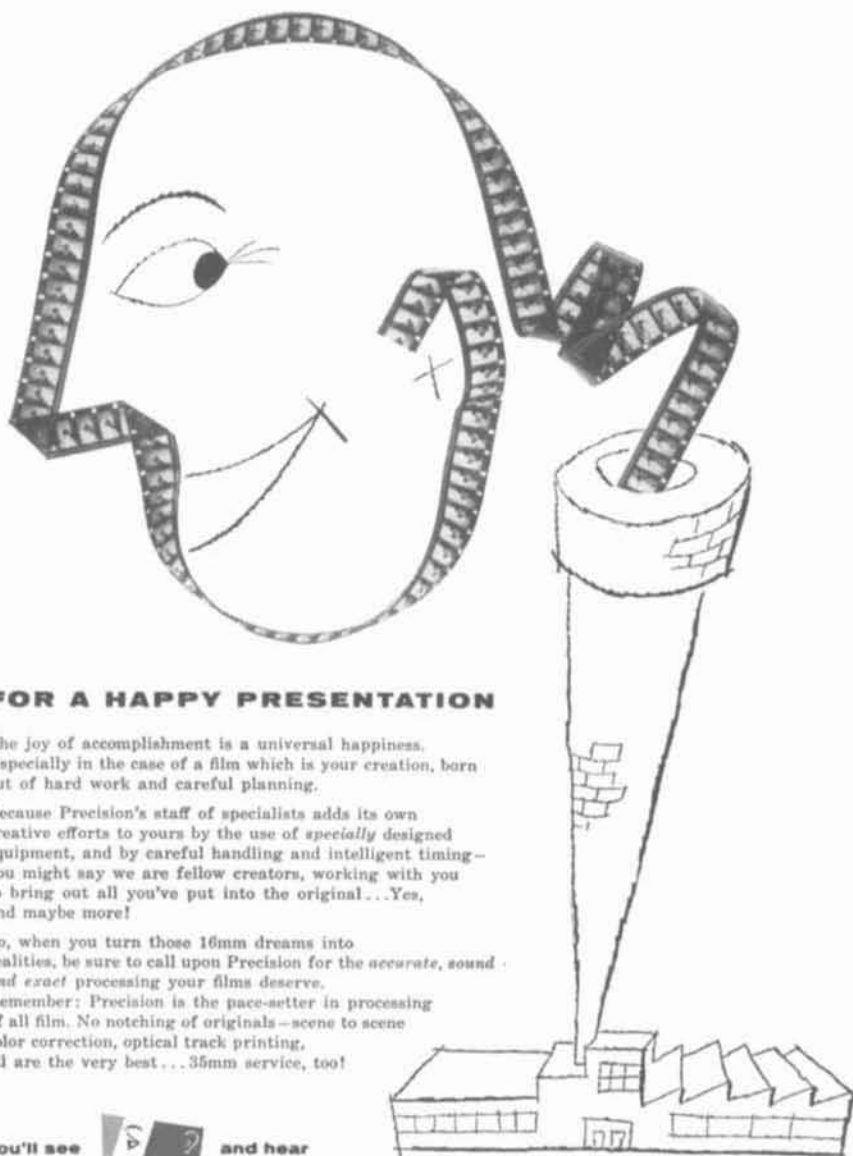 FOR A HAPPY PRESENTATION
he joy of accomplishment is a universal happiness.
specially in the case of a film which is your creation, born
ut of hard work and careful planning.
ecause Precision's staff of specialists adds its own
reative efforts to yours by the use of specially designed
quipment, and by careful handling and intelligent timing—
ou might say we are fellow creators, working with you
o bring out all you've put into the original...Yes,
nd maybe more!
o, when you turn those 16mm dreams into
ealities, be sure to call upon Precision for the accurate, sound
nd exact processing your films deserve.
emember: Precision is the pace-setter in processing
f all film. No notching of originals—scene to scene
olor correction, optical track printing,
ll are the very best...35mm service, too!
ou'll see and hear